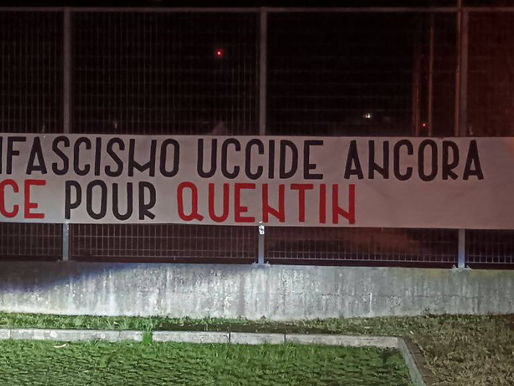 IFASCISMO UCCIDE ANCORA
CE POUR QUENTIN